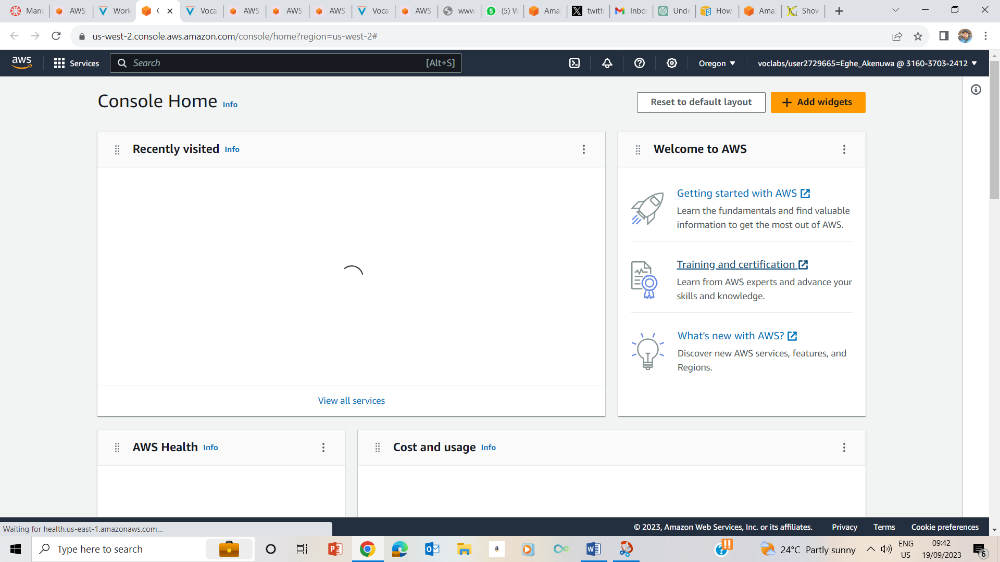 Mana
AWS
Work
C
Voca
AWS
AWS
AWS
Voca
AWS
www
(5) W
Ama
twitt
Inbo
Unde
How
Ama
Show
us-west-2.console.aws.amazon.com/console/home?region=us-west-2#
aws
Services
Search
[Alt+S]
Oregon
voclabs/user2729665=Eghe_Akenuwa @ 3160-3703-2412
Console Home Info
Reset to default layout
Add widgets
Recently visited Info
Welcome to AWS
Getting started with AWS
Learn the fundamentals and find valuable
information to get the most out of AWS.
Training and certification
Learn from AWS experts and advance your
skills and knowledge.
What's new with AWS?
Discover new AWS services, features, and
Regions.
View all services
AWS Health Info
Cost and usage Info
Waiting for health.us-east-1.amazonaws.com...
© 2023, Amazon Web Services, Inc. or its affiliates.
Privacy
Terms
Cookie preferences
Type here to search
24°C Partly sunny
ENG
US
09:42
19/09/2023
6